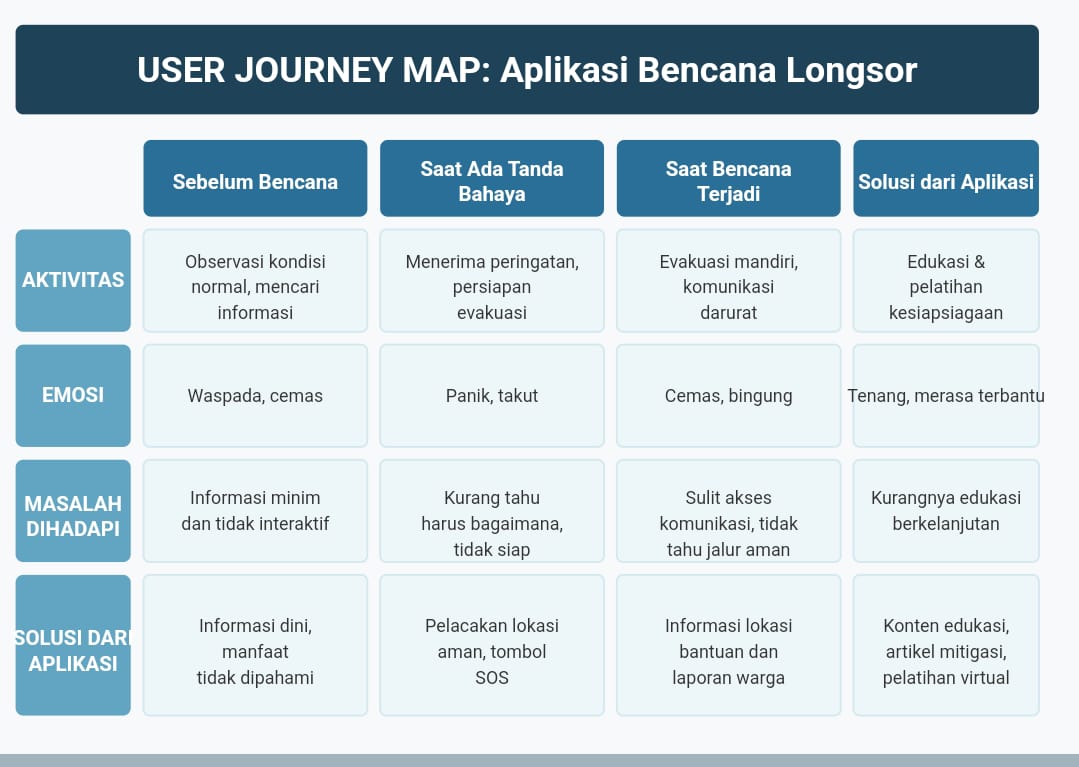 USER JOURNEY MAP: Aplikasi Bencana Longsor
Sebelum Bencana
Saat Ada Tanda
Bahaya
Saat Bencana
Terjadi
Solusi dari Aplikasi
AKTIVITAS
Observasi kondisi
normal, mencari
informasi
Menerima peringatan,
persiapan
evakuasi
Evakuasi mandiri,
komunikasi
darurat
Edukasi &
pelatihan
kesiapsiagaan
EMOSI
Waspada, cemas
Panik, takut
Cemas, bingung
Tenang, merasa terbantu
MASALAH
DIHADAPI
Informasi minim
dan tidak interaktif
Kurang tahu
harus bagaimana,
tidak siap
Sulit akses
komunikasi, tidak
tahu jalur aman
Kurangnya edukasi
berkelanjutan
SOLUSI DARI
APLIKASI
Informasi dini,
manfaat
tidak dipahami
Pelacakan lokasi
aman, tombol
SOS
Informasi lokasi
bantuan dan
laporan warga
Konten edukasi,
artikel mitigasi,
pelatihan virtual